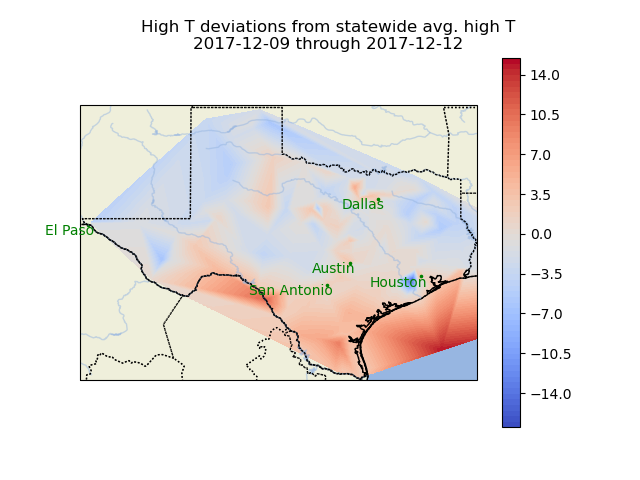 High T deviations from statewide avg. high T
2017-12-09 through 2017-12-12
14.0
10.5
7.0
3.5
0.0
−3.5
−7.0
−10.5
−14.0
Dallas
El Paso
Austin
Houston
San Antonio